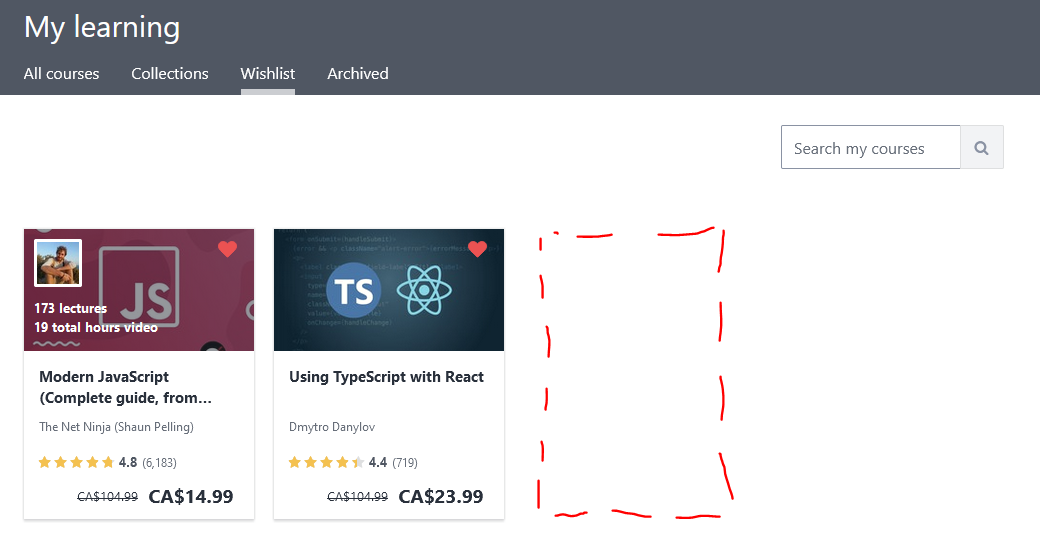 My learning
All courses Collections Wishlist Archived
Search my courses
JS
173 lectures
19 total hours video
Modern JavaScript
(Complete guide, from...
The Net Ninja (Shaun Pelling)
4.8 (6,183)
CA$104.99 CA$14.99
TS
Using TypeScript with React
Dmytro Danylov
4.4 (719)
CA$104.99 CA$23.99